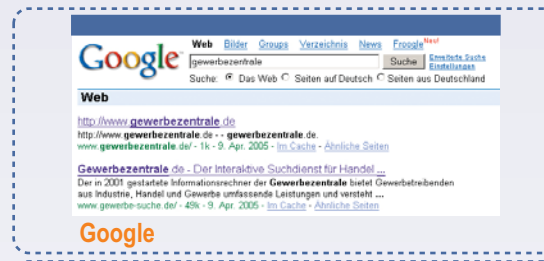 Google Web Bilder Groups Verzeichnis News Froogle Neu!
gewerbezentrale Suche Erweiterte Suche
Einstellungen
Suche: Das Web Seiten auf Deutsch Seiten aus Deutschland
Web
http://www.gewerbezentrale.de
http://www.gewerbezentrale.de - - gewerbezentrale.de.
www.gewerbezentrale.de/ - 1k - 9. Apr. 2005 - Im Cache - Ähnliche Seiten
Gewerbezentrale.de - Der Interaktive Suchdienst für Handel ...
Der in 2001 gestartete Informationsrechner der Gewerbezentrale bietet Gewerbetreibenden
aus Industrie, Handel und Gewerbe umfassende Leistungen und versteht ...
www.gewerbe-suche.de/ - 49k - 9. Apr. 2005 - Im Cache - Ähnliche Seiten
Google